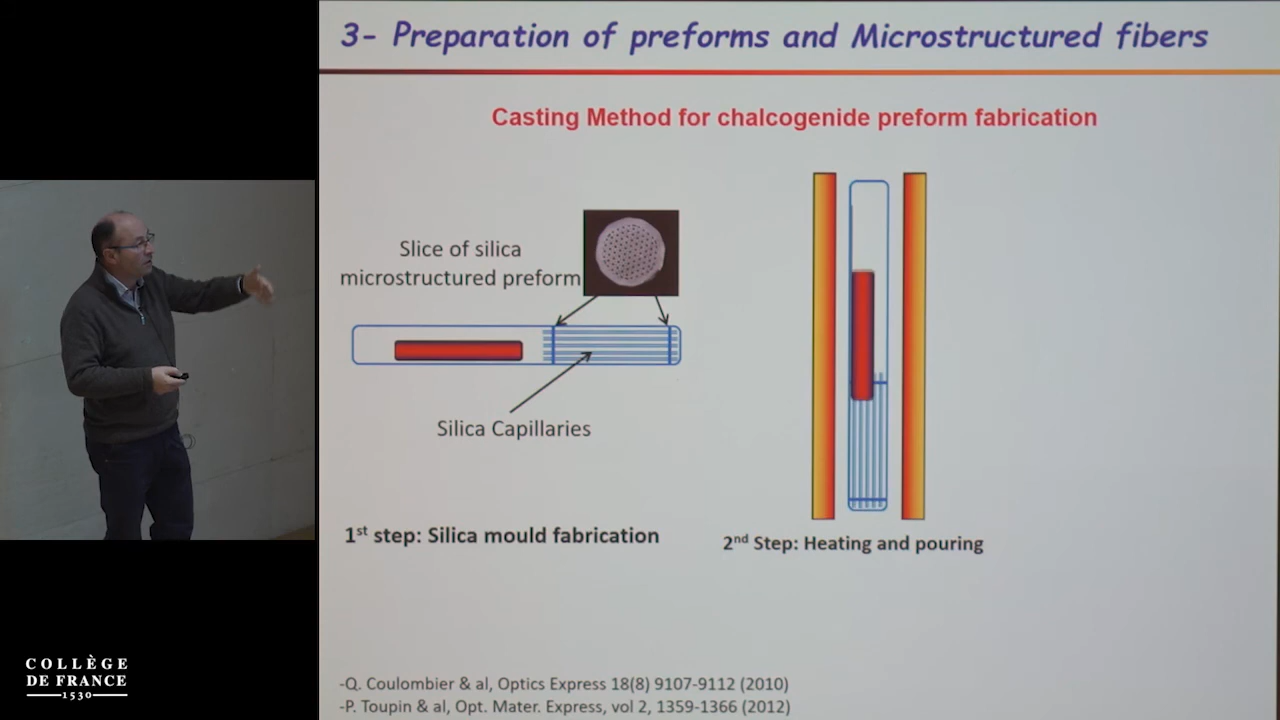 3- Preparation of preforms and Microstructured fibers
Casting Method for chalcogenide preform fabrication
Slice of silica
microstructured preform
Silica Capillaries
1st step: Silica mould fabrication
2nd Step: Heating and pouring
-Q. Coulombier & al, Optics Express 18(8) 9107-9112 (2010)
-P. Toupin & al, Opt. Mater. Express, vol 2, 1359-1366 (2012)
COLLÈGE
DE FRANCE
1530